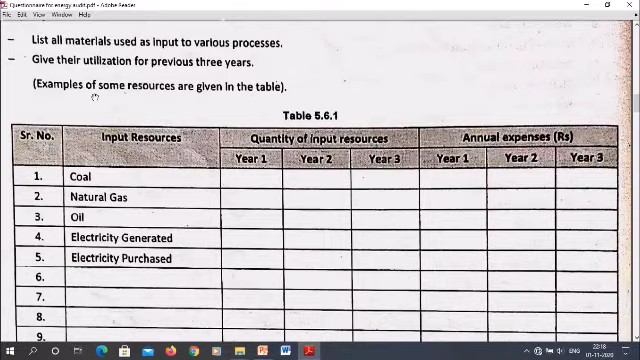 Questionnaire for energy audit.pdf - Adobe Reader
File Edit View Window Help
– List all materials used as input to various processes.
– Give their utilization for previous three years.
(Examples of some resources are given in the table).
Table 5.6.1
Sr. No. Input Resources Quantity of input resources Annual expenses (Rs)
Year 1 Year 2 Year 3 Year 1 Year 2 Year 3
1. Coal
2. Natural Gas
3. Oil
4. Electricity Generated
5. Electricity Purchased
6.
7.
8.
9.
22:18
ENG
01-11-2020